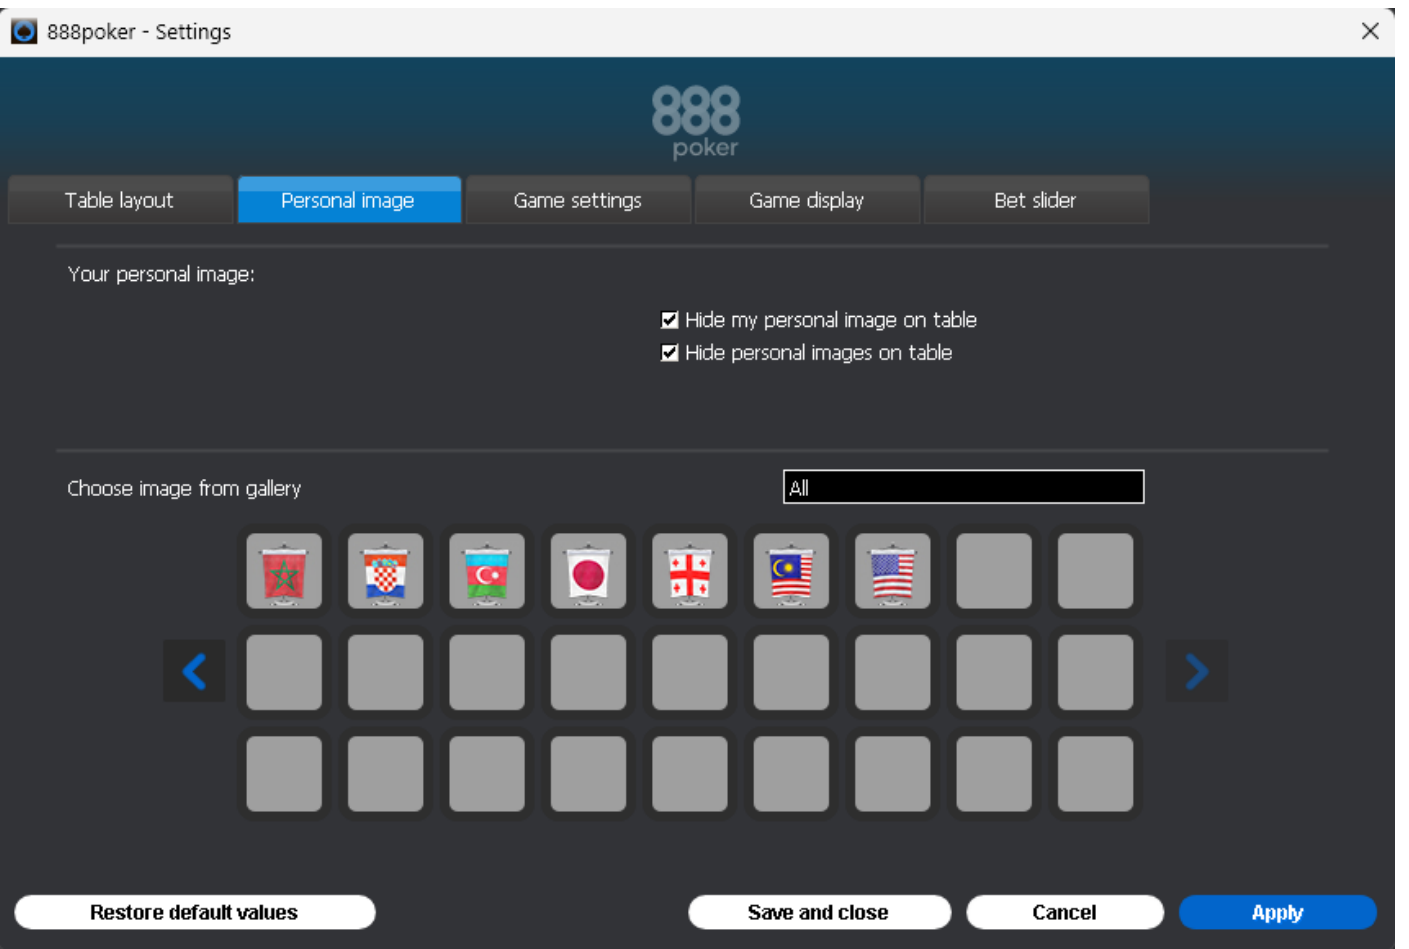 888poker - Settings
888
poker
Table layout
Personal image
Game settings
Game display
Bet slider
Your personal image:
Hide my personal image on table
Hide personal images on table
Choose image from gallery
All
Restore default values
Save and close
Cancel
Apply